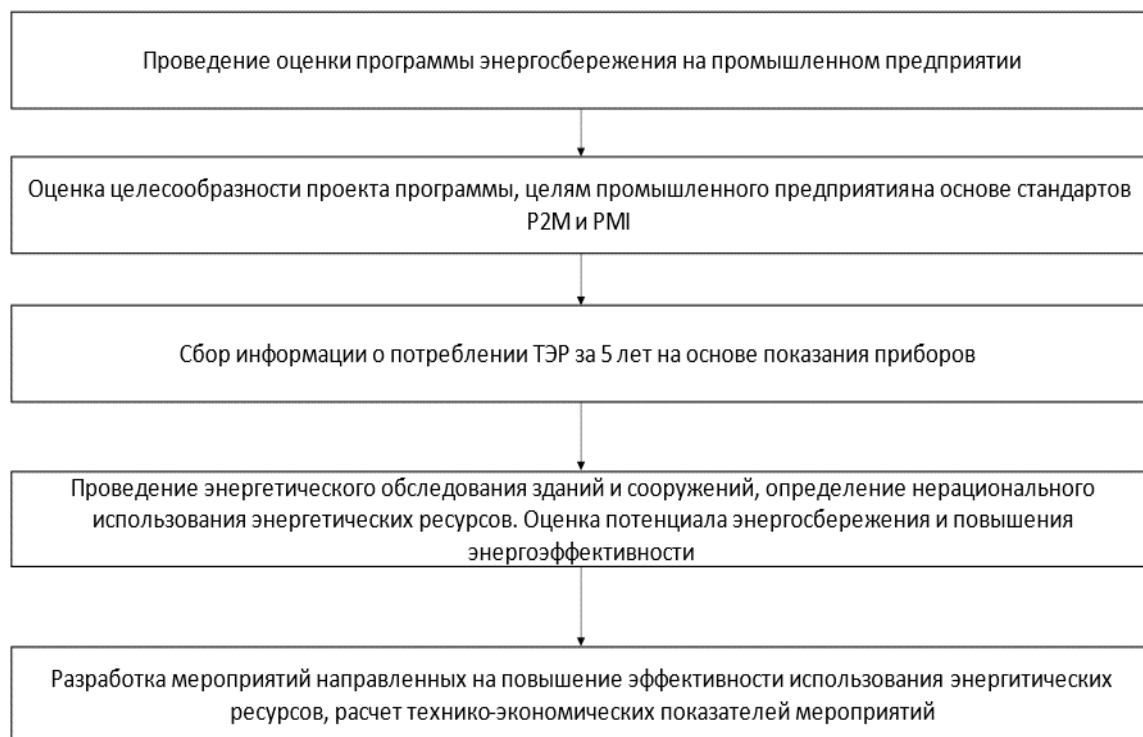 Проведение оценки программы энергосбережения на промышленном предприятии
Оценка целесообразности проекта программы, целям промышленного предприятияна основе стандартов
P2M и PMI
Сбор информации о потреблении ТЭР за 5 лет на основе показания приборов
Проведение энергетического обследования зданий и сооружений, определение нерационального
использования энергетических ресурсов. Оценка потенциала энергосбережения и повышения
энергоэффективности
Разработка мероприятий направленных на повышение эффективности использования энергитических
ресурсов, расчет технико-экономических показателей мероприятий